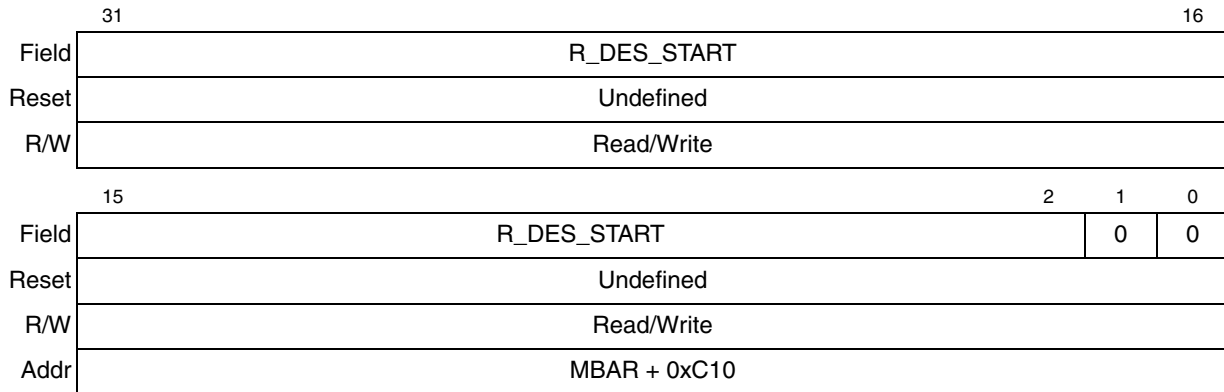 31 16
Field R_DES_START
Reset Undefined
R/W Read/Write
15 2 1 0
Field R_DES_START 0 0
Reset Undefined
R/W Read/Write
Addr MBAR + 0xC10